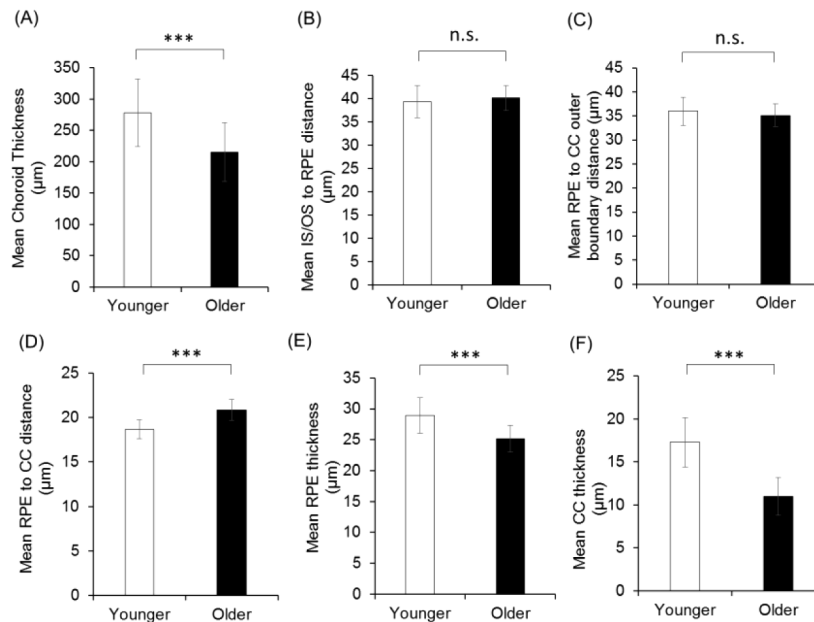 (A)
***
Mean Choroid Thickness
(µm)
350
300
250
200
150
100
50
0
Younger
Older
(B)
n.s.
Mean IS/OS to RPE distance
(µm)
45
40
35
30
25
20
15
10
5
0
Younger
Older
(C)
n.s.
Mean RPE to CC outer
boundary distance (µm)
45
40
35
30
25
20
15
10
5
0
Younger
Older
(D)
***
Mean RPE to CC distance
(µm)
25
20
15
10
5
0
Younger
Older
(E)
***
Mean RPE thickness
(µm)
35
30
25
20
15
10
5
0
Younger
Older
(F)
***
Mean CC thickness
(µm)
25
20
15
10
5
0
Younger
Older